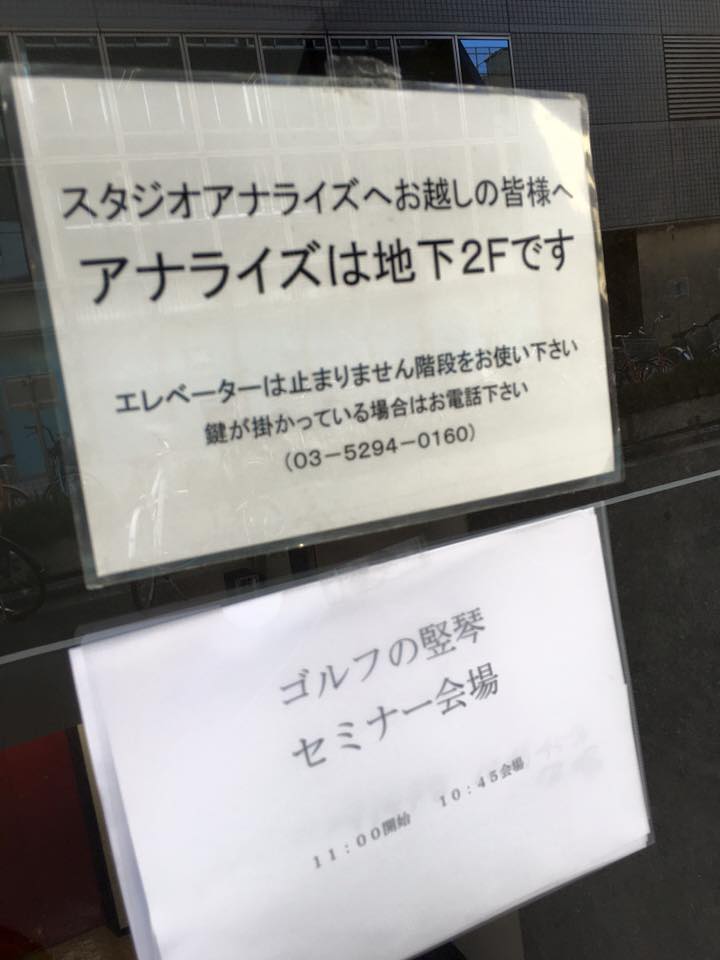 スタジオアナライズへお越しの皆様へ
アナライズは地下2Fです
エレベーターは止まりません階段をお使い下さい
鍵が掛かっている場合はお電話下さい
(03-5294-0160)
ゴルフの竪琴
セミナー会場
11:00開始 10:45会場